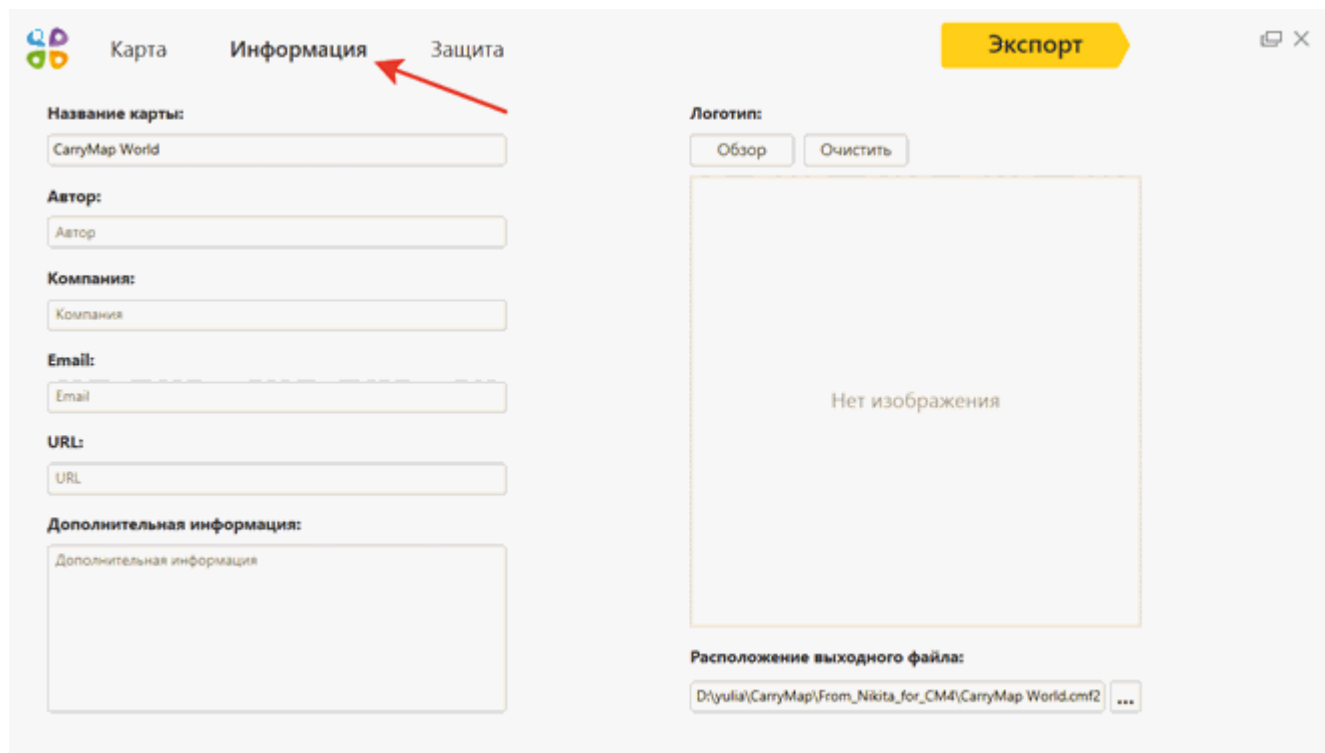 Карта Информация Защита Экспорт
Название карты:
CarryMap World
Автор:
Автор
Компания:
Компания
Email:
Email
URL:
URL
Дополнительная информация:
Дополнительная информация
Логотип:
Обзор Очистить
Нет изображения
Расположение выходного файла:
D:\yulia\CarryMap\From_Nikita_for_CM4\CarryMap World.cmf2 ...